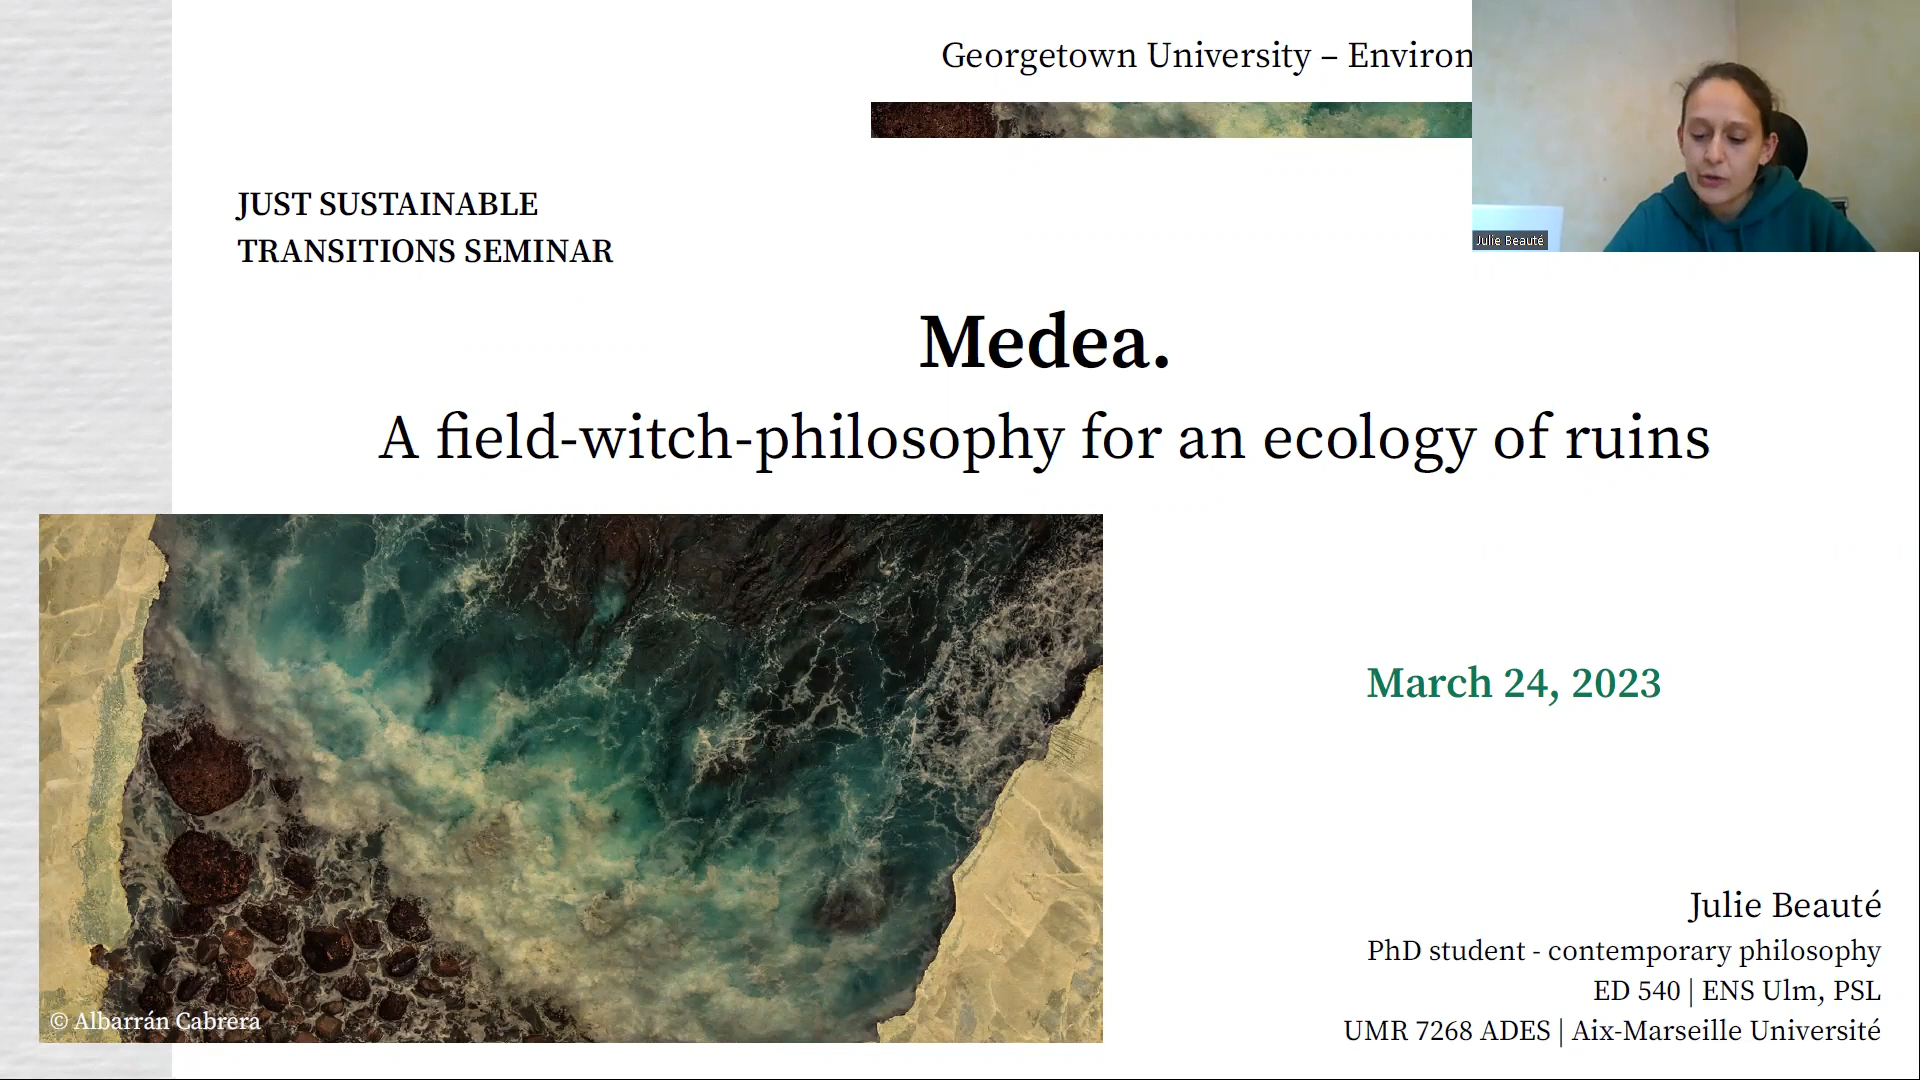 Georgetown University – Environ
Julie Beauté
JUST SUSTAINABLE
TRANSITIONS SEMINAR
Medea.
A field-witch-philosophy for an ecology of ruins
March 24, 2023
© Albarrán Cabrera
Julie Beauté
PhD student - contemporary philosophy
ED 540 | ENS Ulm, PSL
UMR 7268 ADES | Aix-Marseille Université